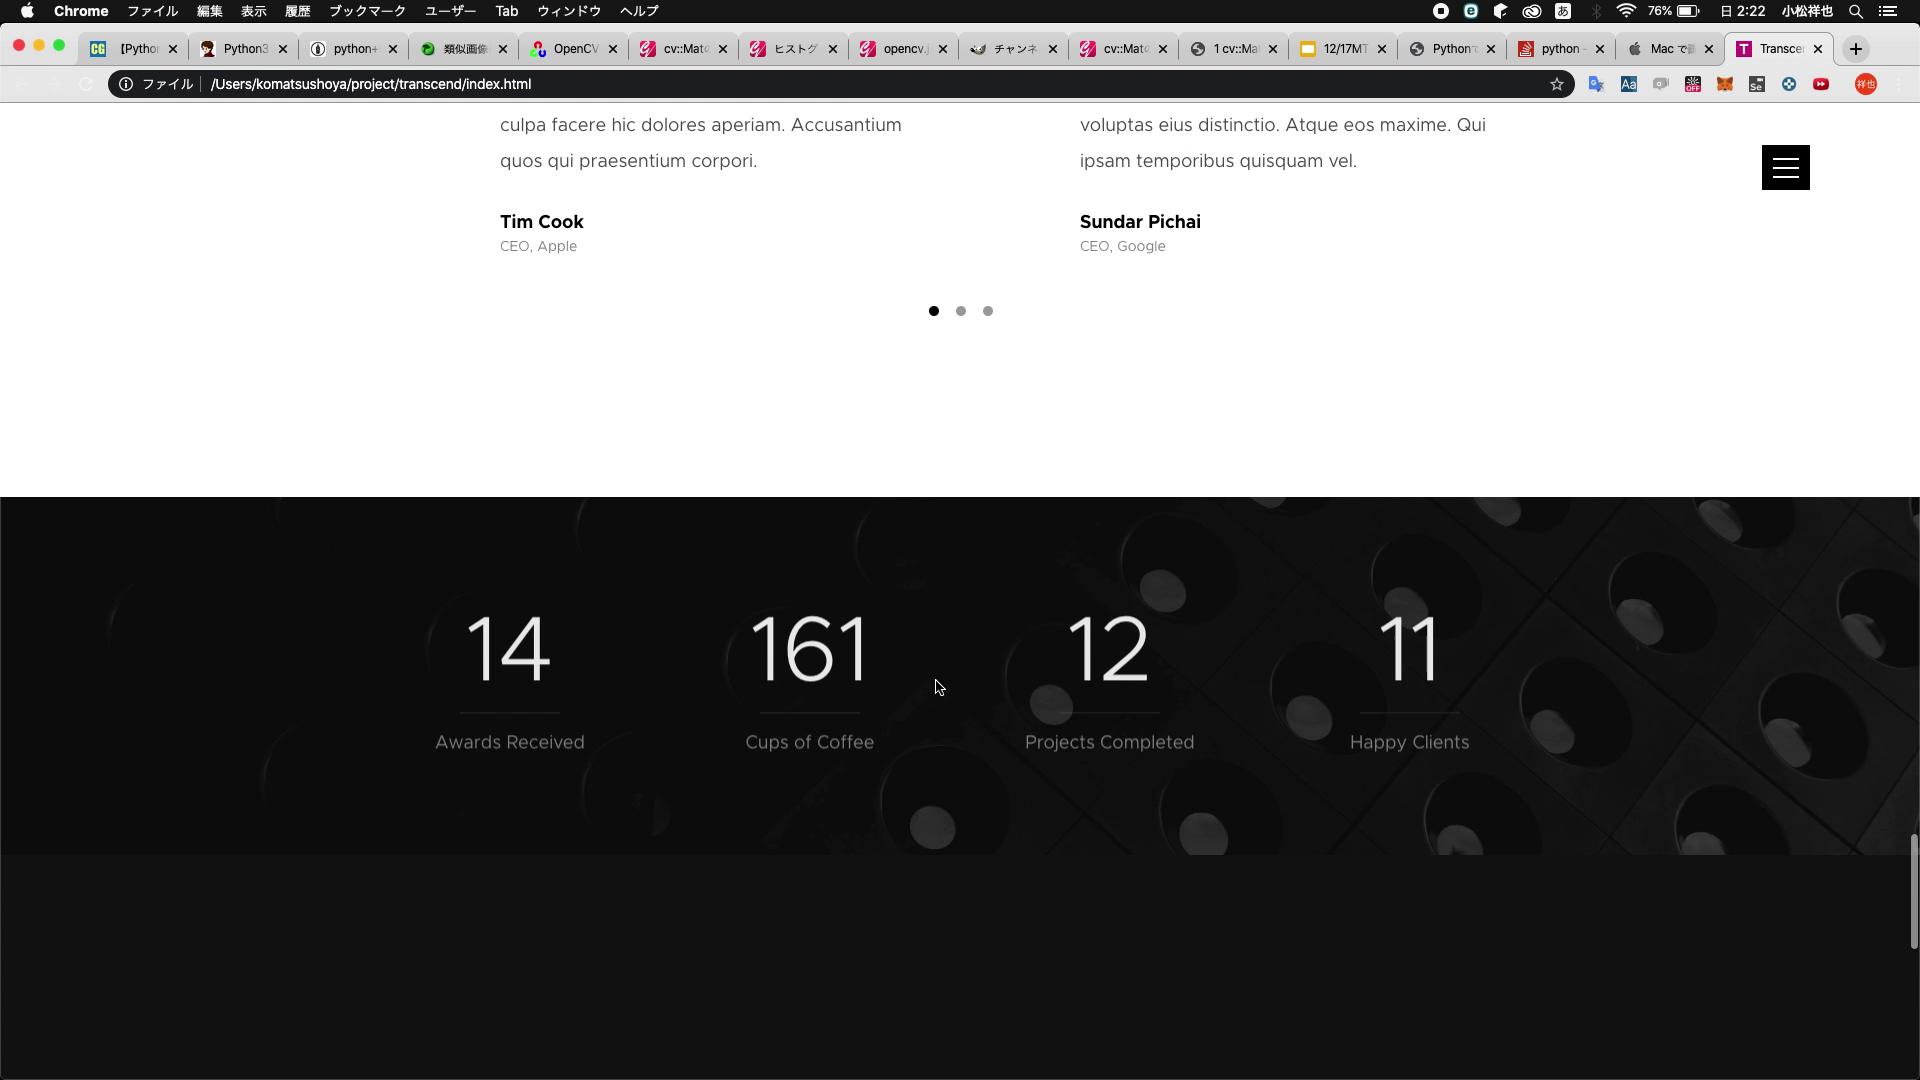 Chrome ファイル 編集 表示 履歴 ブックマーク ユーザー Tab ウィンドウ ヘルプ 76% 日 2:22 小松祥也
【Pytho Python3 python+ 類似画像 OpenCV cv::Mat ヒストグ opencv. チャンネ cv::Mat 1 cv::Ma 12/17MT Python python - Mac で Transce
ファイル /Users/komatsushoya/project/transcend/index.html 祥也
culpa facere hic dolores aperiam. Accusantium
quos qui praesentium corpori.
Tim Cook
CEO, Apple
voluptas eius distinctio. Atque eos maxime. Qui
ipsam temporibus quisquam vel.
Sundar Pichai
CEO, Google
14
Awards Received
161
Cups of Coffee
12
Projects Completed
11
Happy Clients